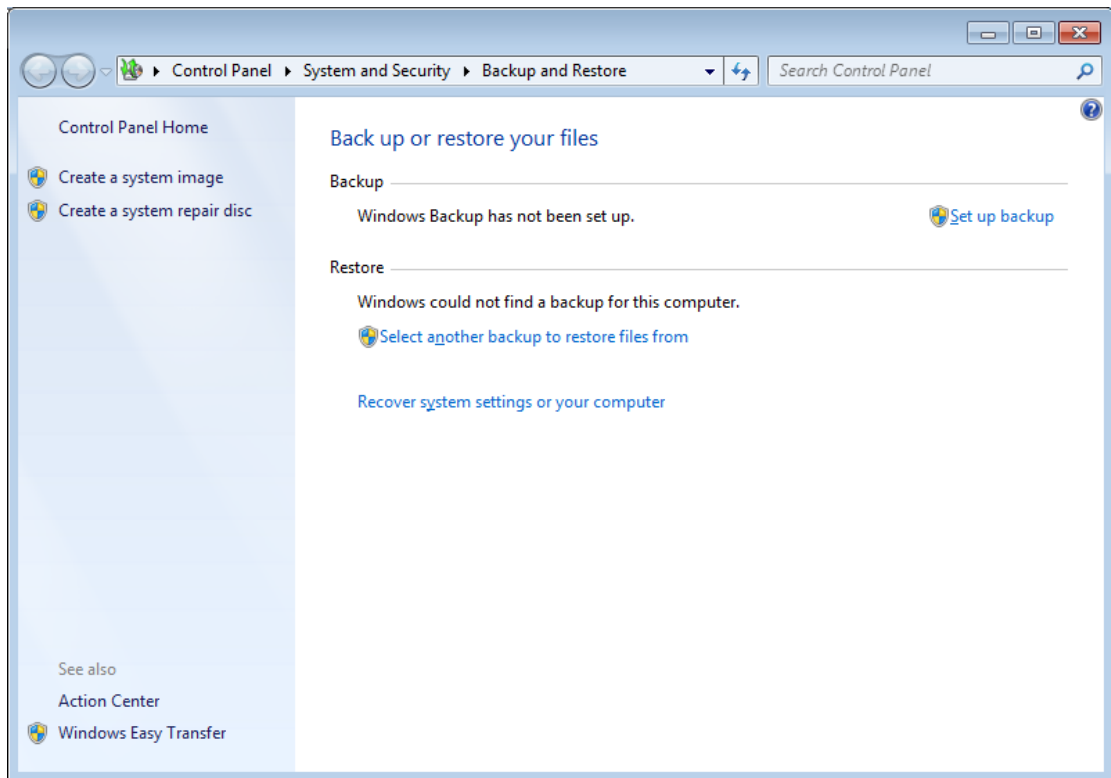 Control Panel System and Security Backup and Restore Search Control Panel
Control Panel Home
Create a system image
Create a system repair disc
Back up or restore your files
Backup
Windows Backup has not been set up. Set up backup
Restore
Windows could not find a backup for this computer.
Select another backup to restore files from
Recover system settings or your computer
See also
Action Center
Windows Easy Transfer